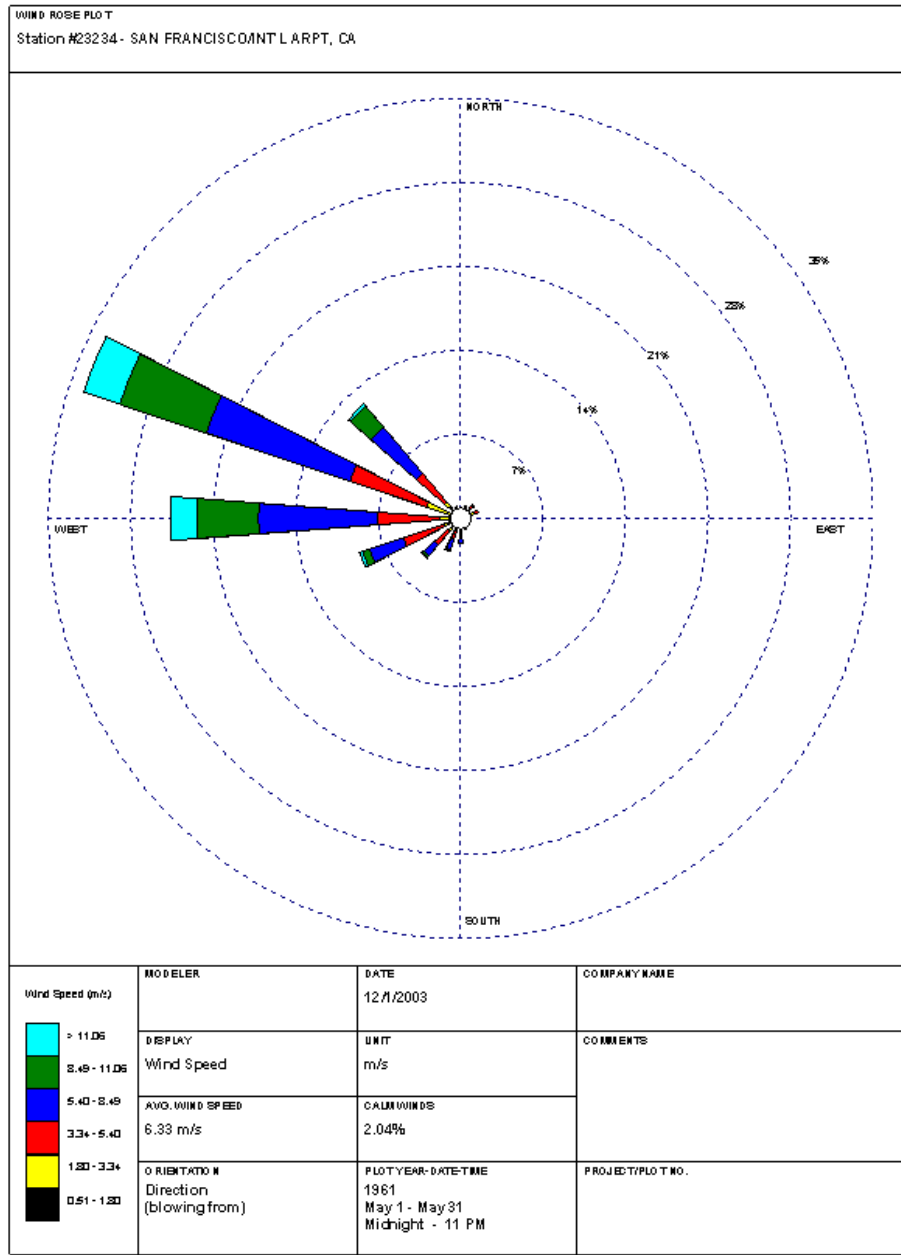 WIND ROSE PLOT
Station #23234 - SAN FRANCISCO/INT'L ARPT, CA
NORTH
35%
28%
21%
14%
7%
WEST
EAST
SOUTH
Wind Speed (m/s)
> 11.06
8.49 - 11.06
5.40 - 8.49
3.34 - 5.40
1.80 - 3.34
0.51 - 1.80
MODELER
DATE
12/1/2003
COMPANY NAME
DISPLAY
Wind Speed
UNIT
m/s
COMMENTS
AVG. WIND SPEED
6.33 m/s
CALM WINDS
2.04%
ORIENTATION
Direction
(blowing from)
PLOT YEAR-DATE-TIME
1961
May 1 - May 31
Midnight - 11 PM
PROJECT/PLOT NO.